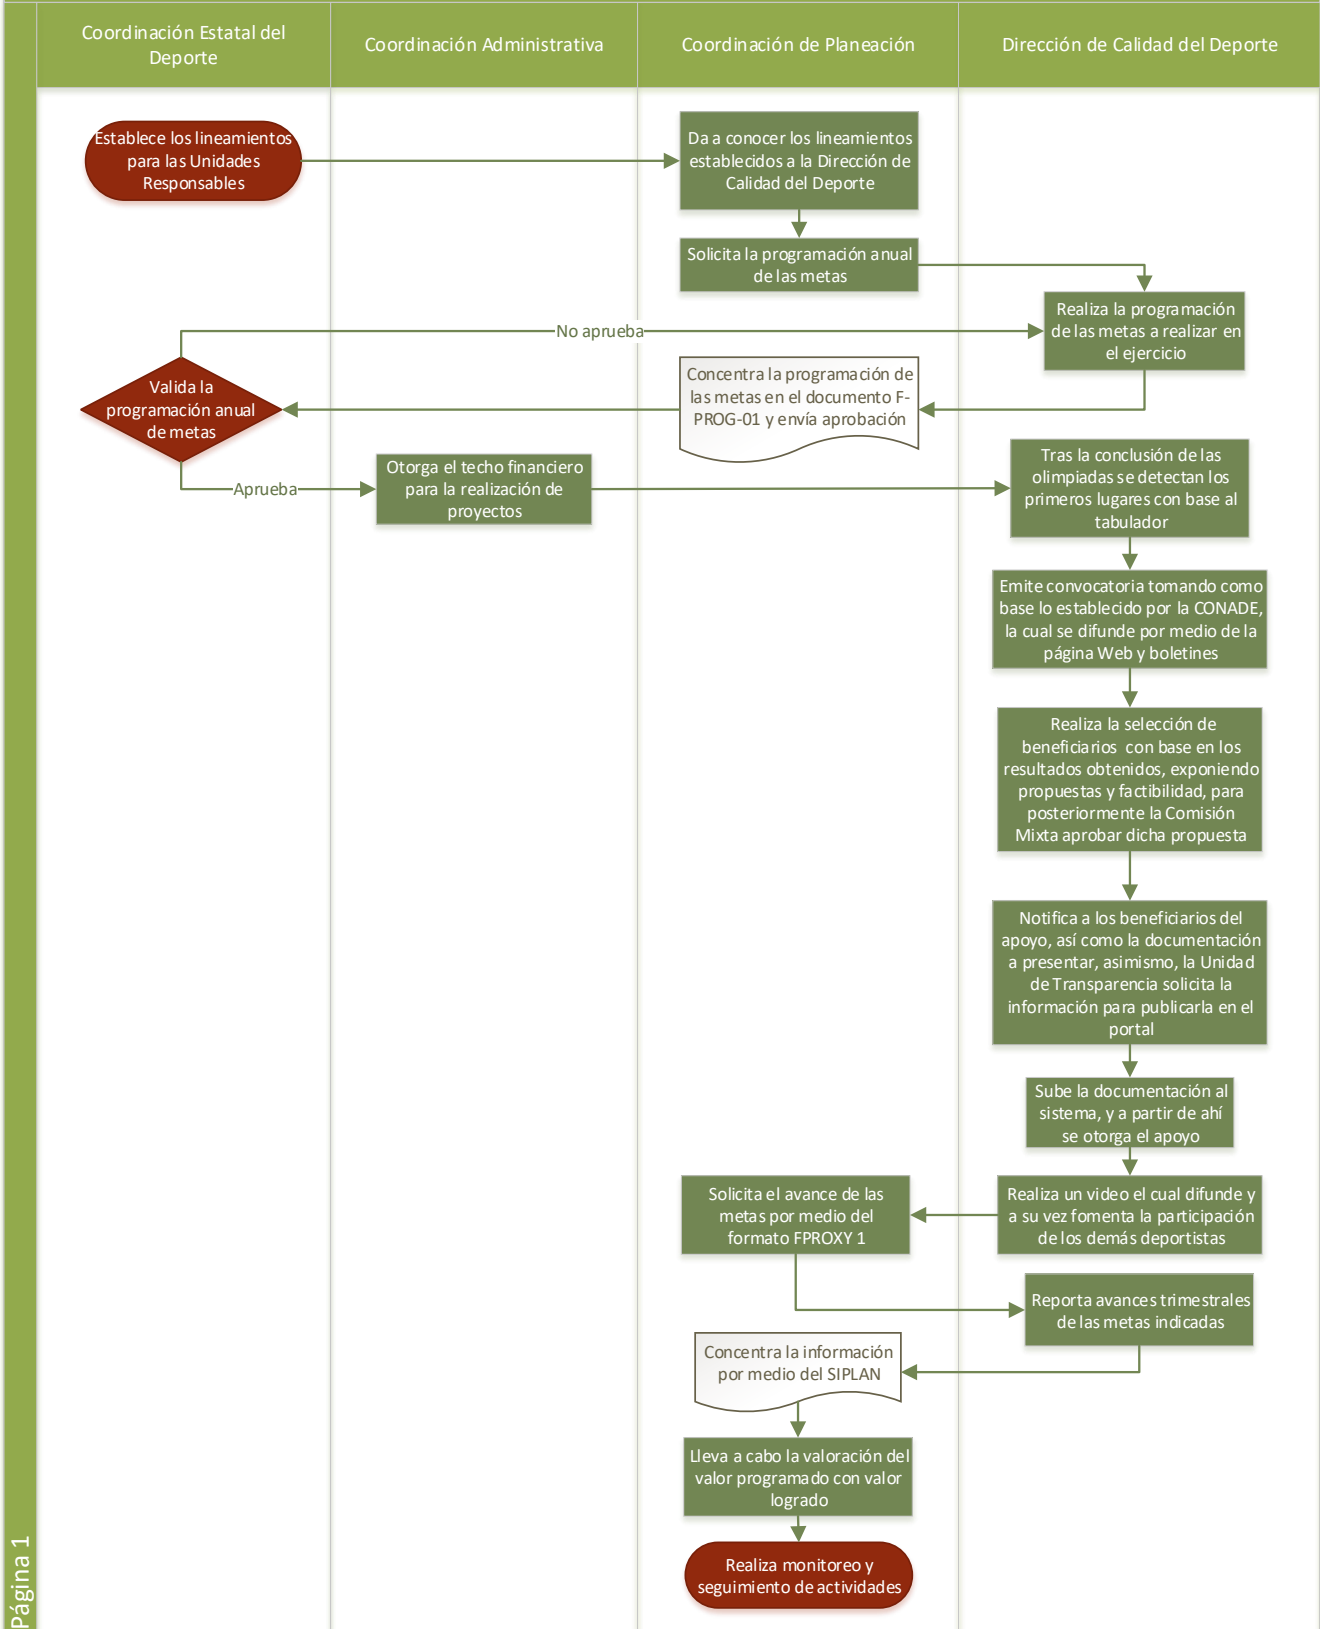 Coordinación Estatal del
Deporte
Coordinación Administrativa
Coordinación de Planeación
Dirección de Calidad del Deporte
Establece los lineamientos
para las Unidades
Responsables
Da a conocer los lineamientos
establecidos a la Dirección de
Calidad del Deporte
Solicita la programación anual
de las metas
Realiza la programación
de las metas a realizar en
el ejercicio
No aprueba
Concentra la programación de
las metas en el documento F-
PROG-01 y envía aprobación
Valida la
programación anual
de metas
Aprueba
Otorga el techo financiero
para la realización de
proyectos
Tras la conclusión de las
olimpiadas se detectan los
primeros lugares con base al
tabulador
Emite convocatoria tomando como
base lo establecido por la CONADE,
la cual se difunde por medio de la
página Web y boletines
Realiza la selección de
beneficiarios con base en los
resultados obtenidos, exponiendo
propuestas y factibilidad, para
posteriormente la Comisión
Mixta aprobar dicha propuesta
Notifica a los beneficiarios del
apoyo, así como la documentación
a presentar, asimismo, la Unidad
de Transparencia solicita la
información para publicarla en el
portal
Sube la documentación al
sistema, y a partir de ahí
se otorga el apoyo
Realiza un video el cual difunde y
a su vez fomenta la participación
de los demás deportistas
Solicita el avance de las
metas por medio del
formato FPROXY 1
Reporta avances trimestrales
de las metas indicadas
Concentra la información
por medio del SIPLAN
Lleva a cabo la valoración del
valor programado con valor
logrado
Realiza monitoreo y
seguimiento de actividades
Página 1